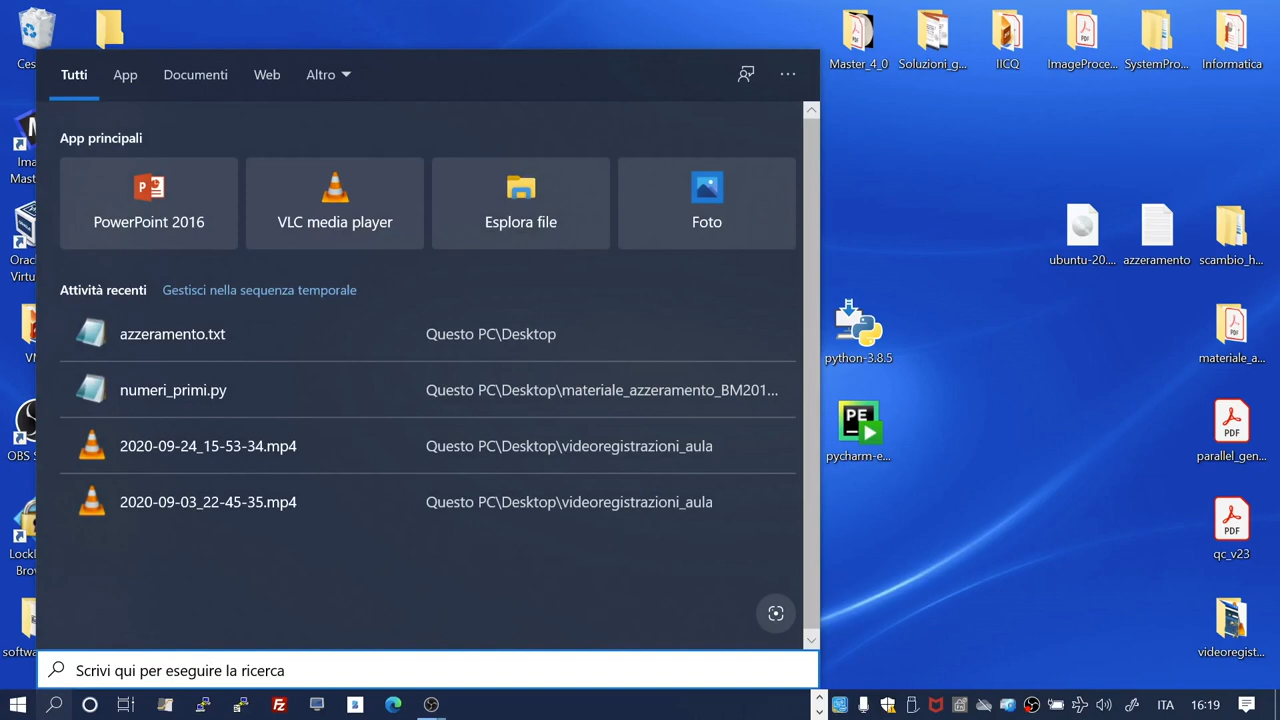 Tutti
App
Documenti
Web
Altro
App principali
PowerPoint 2016
VLC media player
Esplora file
Foto
Attività recenti
Gestisci nella sequenza temporale
azzeramento.txt
Questo PC\Desktop
numeri_primi.py
Questo PC\Desktop\materiale_azzeramento_BM201...
2020-09-24_15-53-34.mp4
Questo PC\Desktop\videoregistrazioni_aula
2020-09-03_22-45-35.mp4
Questo PC\Desktop\videoregistrazioni_aula
Scrivi qui per eseguire la ricerca
Master_4_0
Soluzioni_g...
IICQ
ImageProce...
SystemPro...
Informatica
ubuntu-20....
azzeramento
scambio_h...
python-3.8.5
materiale_a...
PE
pycharm-e...
PDF
parallel_gen...
PDF
qc_v23
videoregist...
ITA
16:19